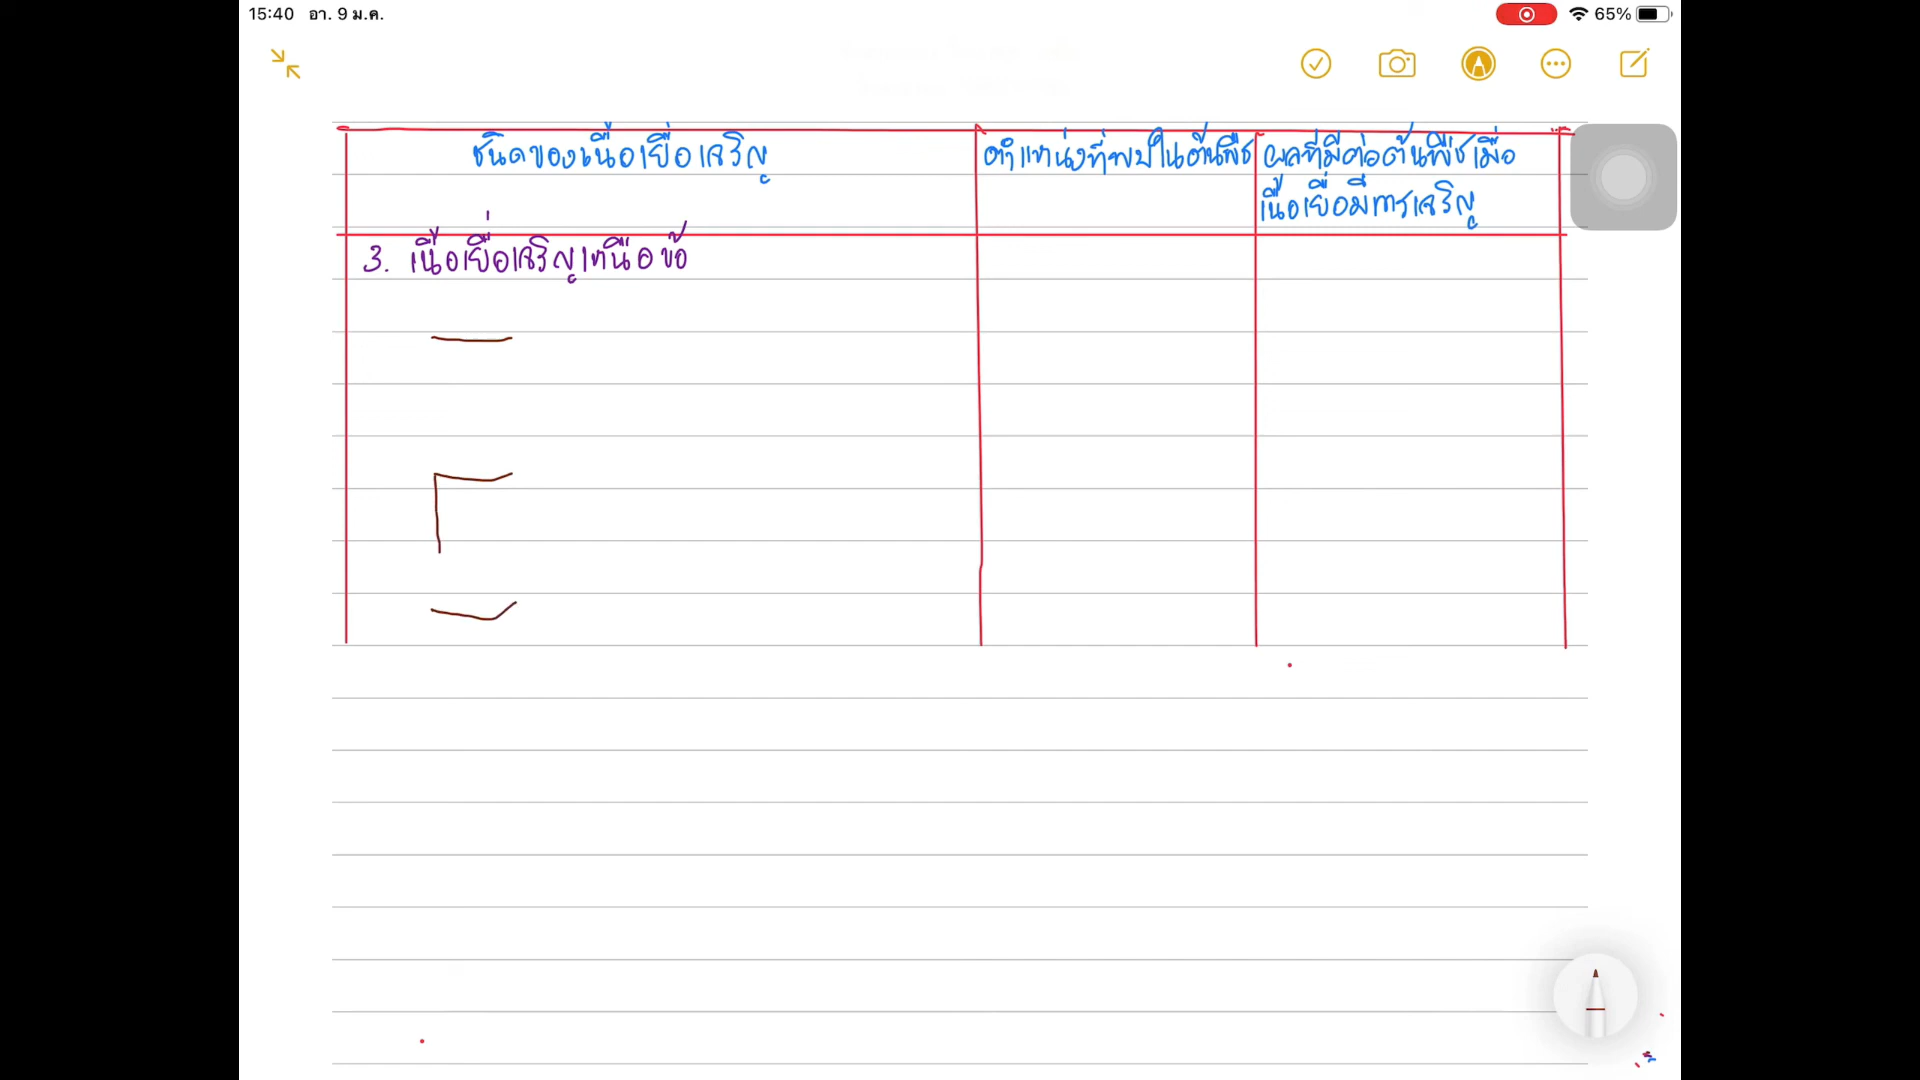 15:40 อา. 9 ม.ค. 65%
ชนิดของเนื้อเยื่อเจริญ
ตำแหน่งที่พบในต้นพืช
ผลที่มีต่อต้นพืชเมื่อ
เนื้อเยื่อมีการเจริญ
3. เนื้อเยื่อเจริญเหนือข้อ